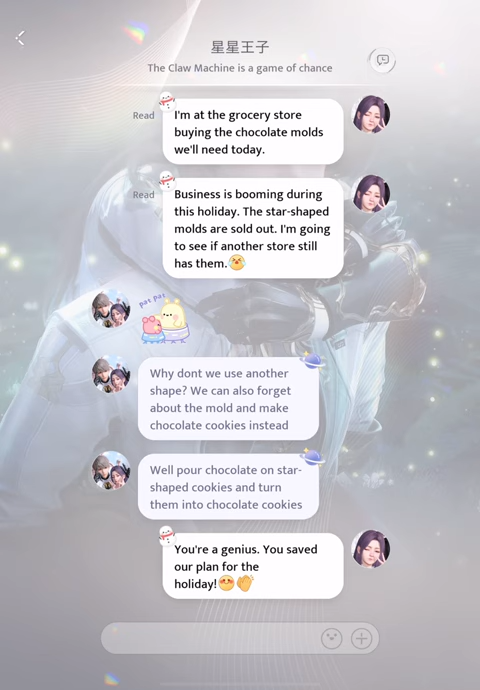 星星王子
The Claw Machine is a game of chance
Read
I'm at the grocery store
buying the chocolate molds
we'll need today.
Read
Business is booming during
this holiday. The star-shaped
molds are sold out. I'm going
to see if another store still
has them.
pat pat
Why dont we use another
shape? We can also forget
about the mold and make
chocolate cookies instead
Well pour chocolate on star-
shaped cookies and turn
them into chocolate cookies
You're a genius. You saved
our plan for the
holiday!